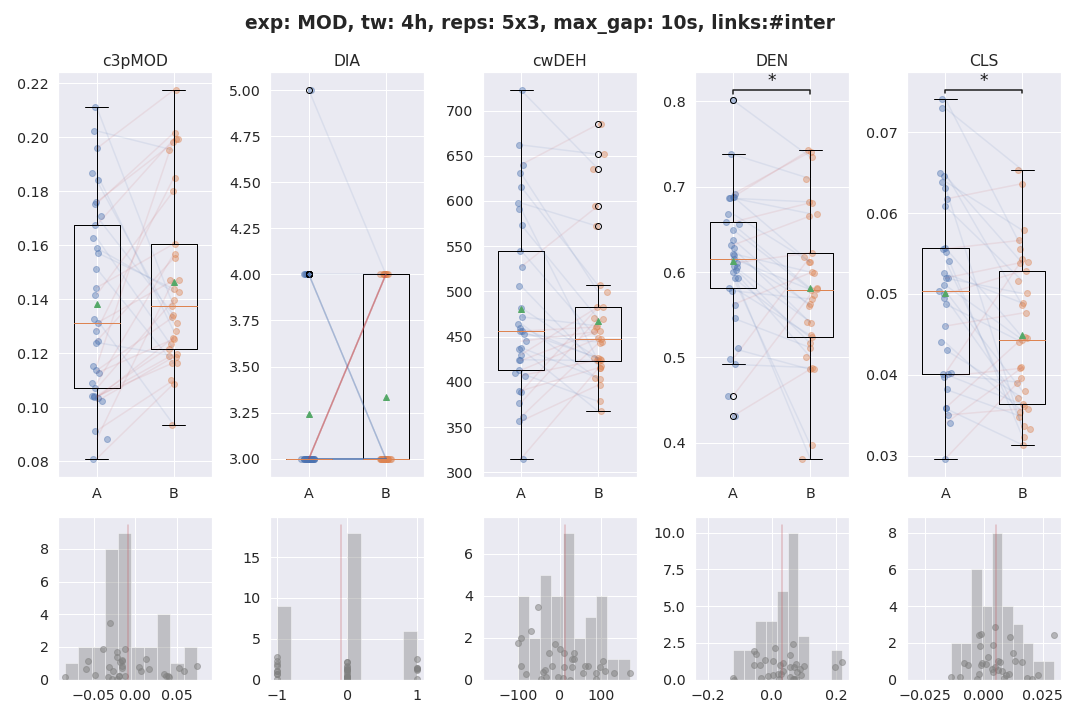 exp: MOD, tw: 4h, reps: 5x3, max_gap: 10s, links:#inter
c3pMOD DIA cwDEH DEN CLS
* *
0.22 0.20 0.18 0.16 0.14 0.12 0.10 0.08
5.00 4.75 4.50 4.25 4.00 3.75 3.50 3.25 3.00
700 650 600 550 500 450 400 350 300
0.8 0.7 0.6 0.5 0.4
0.07 0.06 0.05 0.04 0.03
A B A B A B A B A B
8 6 4 2 0
15 10 5 0
6 4 2 0
10.0 7.5 5.0 2.5 0.0
8 6 4 2 0
−0.05 0.00 0.05
−1 0 1
−100 0 100
−0.2 0.0 0.2
−0.025 0.000 0.025